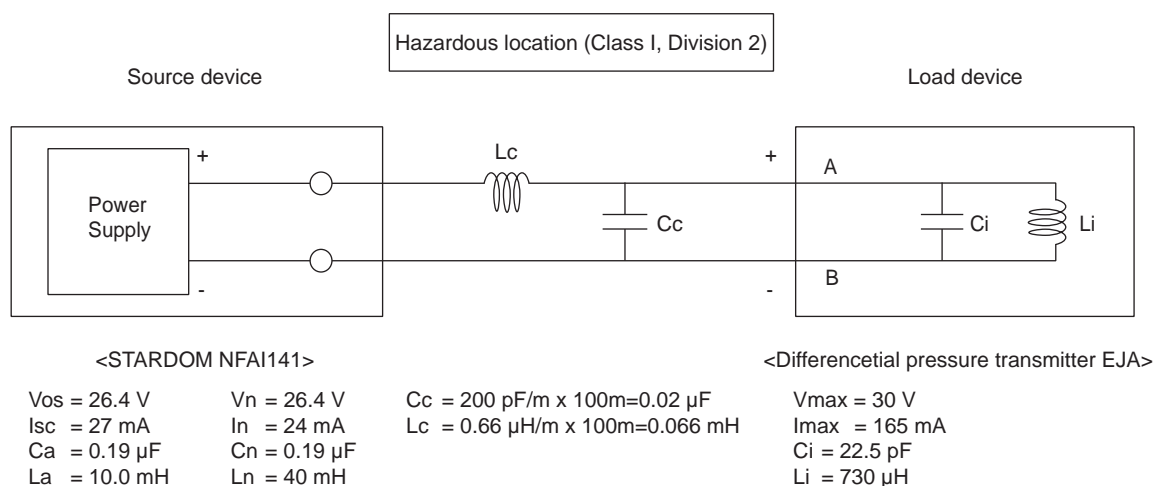 Hazardous location (Class I, Division 2)
Source device
Load device
Power
Supply
+
-
Lc
Cc
+
-
A
B
Ci
Li
<STARDOM NFAI141>
Vos = 26.4 V
Isc = 27 mA
Ca = 0.19 µF
La = 10.0 mH
Vn = 26.4 V
In = 24 mA
Cn = 0.19 µF
Ln = 40 mH
Cc = 200 pF/m x 100m=0.02 µF
Lc = 0.66 µH/m x 100m=0.066 mH
<Differencetial pressure transmitter EJA>
Vmax = 30 V
Imax = 165 mA
Ci = 22.5 pF
Li = 730 µH